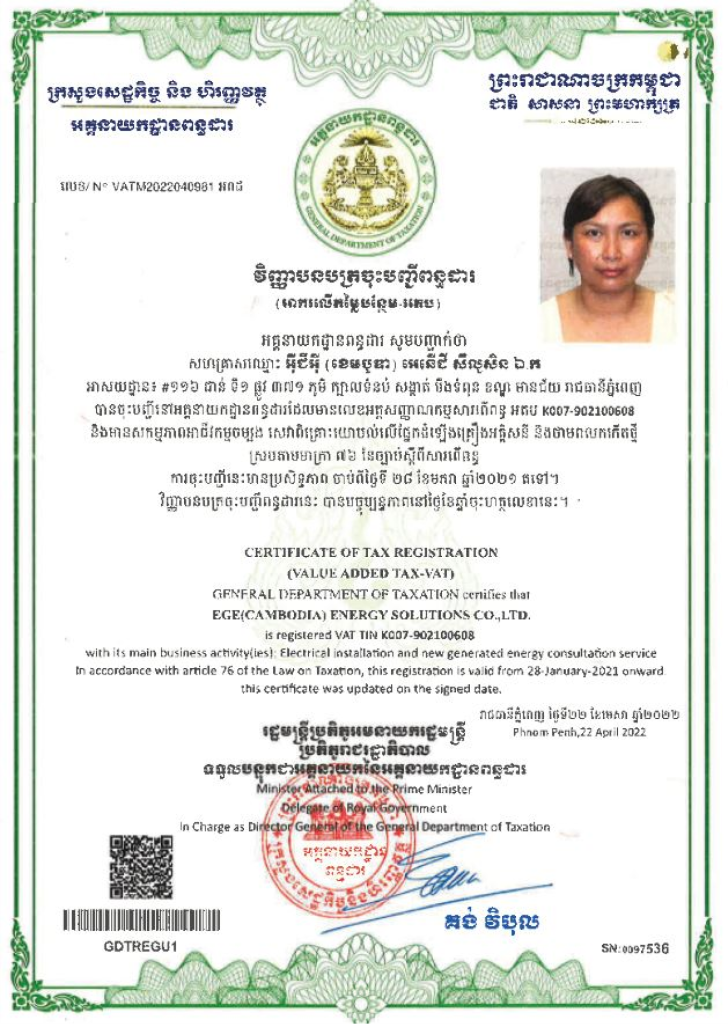 ព្រះរាជាណាចក្រកម្ពុជា
ជាតិ សាសនា ព្រះមហាក្សត្រ
ក្រសួងសេដ្ឋកិច្ច និង ហិរញ្ញវត្ថុ
អគ្គនាយកដ្ឋានពន្ធដារ
អគ្គនាយកដ្ឋានពន្ធដារ
GENERAL DEPARTMENT OF TAXATION
លេខ/ Nº VATM2022040981 អពដ
វិញ្ញាបនបត្រចុះបញ្ជីពន្ធដារ
(អាករលើតម្លៃបន្ថែម-អតប)
អគ្គនាយកដ្ឋានពន្ធដារ សូមបញ្ជាក់ថា
សហគ្រាសឈ្មោះ អ៊ីជីអ៊ី (ខេមបូឌា) អេនើជី សឹលូសិន ឯ.ក
អាសយដ្ឋាន៖ #១១៦ ជាន់ ទី១ ផ្លូវ ៣៧១ ភូមិ ក្បាលទំនប់ សង្កាត់ បឹងទំពុន ខណ្ឌ មានជ័យ រាជធានីភ្នំពេញ
បានចុះបញ្ជីនៅអគ្គនាយកដ្ឋានពន្ធដារដែលមានលេខអត្តសញ្ញាណកម្មសារពើពន្ធ អតប K007-902100608
និងមានសកម្មភាពអាជីវកម្មចម្បង សេវាពិគ្រោះយោបល់លើផ្នែកដំឡើងគ្រឿងអគ្គិសនី និងថាមពលកកើតថ្មី
ស្របតាមមាត្រា ៧៦ នៃច្បាប់ស្តីពីសារពើពន្ធ
ការចុះបញ្ជីនេះមានប្រសិទ្ធភាព ចាប់ពីថ្ងៃទី ២៨ ខែមករា ឆ្នាំ២០២១ តទៅ។
វិញ្ញាបនបត្រចុះបញ្ជីពន្ធដារនេះ បានបច្ចុប្បន្នភាពនៅថ្ងៃខែឆ្នាំចុះហត្ថលេខានេះ។
CERTIFICATE OF TAX REGISTRATION
(VALUE ADDED TAX-VAT)
GENERAL DEPARTMENT OF TAXATION certifies that
EGE(CAMBODIA) ENERGY SOLUTIONS CO.,LTD.
is registered VAT TIN K007-902100608
with its main business activity(ies): Electrical installation and new generated energy consultation service
In accordance with article 76 of the Law on Taxation, this registration is valid from 28-January-2021 onward.
this certificate was updated on the signed date.
រាជធានីភ្នំពេញ ថ្ងៃទី២២ ខែមេសា ឆ្នាំ២០២២
Phnom Penh,22 April 2022
រដ្ឋមន្ត្រីប្រតិភូអមនាយករដ្ឋមន្ត្រី
ប្រតិភូរាជរដ្ឋាភិបាល
ទទួលបន្ទុកជាអគ្គនាយកនៃអគ្គនាយកដ្ឋានពន្ធដារ
Minister Attached to the Prime Minister
Delegate of Royal Government
In Charge as Director General of the General Department of Taxation
អគ្គនាយកដ្ឋាន
ពន្ធដារ
ក្រសួងសេដ្ឋកិច្ចនិងហិរញ្ញវត្ថុ
គង់ វិបុល
GDTREGU1
SN:0097536